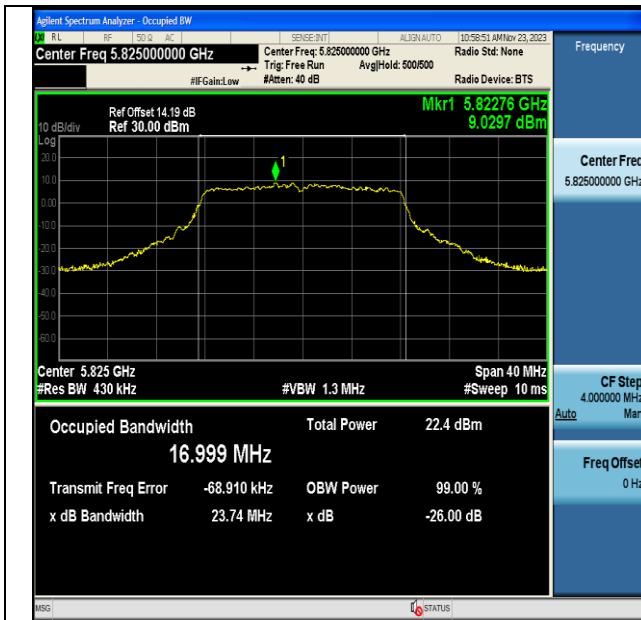 Agilent Spectrum Analyzer - Occupied BW
RL RF 50 Ω AC SENSE:INT ALIGN AUTO 10:58:51 AM Nov 23, 2023
Center Freq 5.825000000 GHz Center Freq: 5.825000000 GHz Radio Std: None
Trig: Free Run Avg|Hold: 500/500
#IFGain:Low #Atten: 40 dB Radio Device: BTS
Frequency
Mkr1 5.82276 GHz
9.0297 dBm
Ref Offset 14.19 dB
10 dB/div Ref 30.00 dBm
Log
20.0
10.0
0.00
-10.0
-20.0
-30.0
-40.0
-50.0
-60.0
1
Center 5.825 GHz Span 40 MHz
#Res BW 430 kHz #VBW 1.3 MHz #Sweep 10 ms
Occupied Bandwidth Total Power 22.4 dBm
16.999 MHz
Transmit Freq Error -68.910 kHz OBW Power 99.00 %
x dB Bandwidth 23.74 MHz x dB -26.00 dB
Center Freq
5.825000000 GHz
CF Step
4.000000 MHz
Auto Man
Freq Offset
0 Hz
MSG STATUS